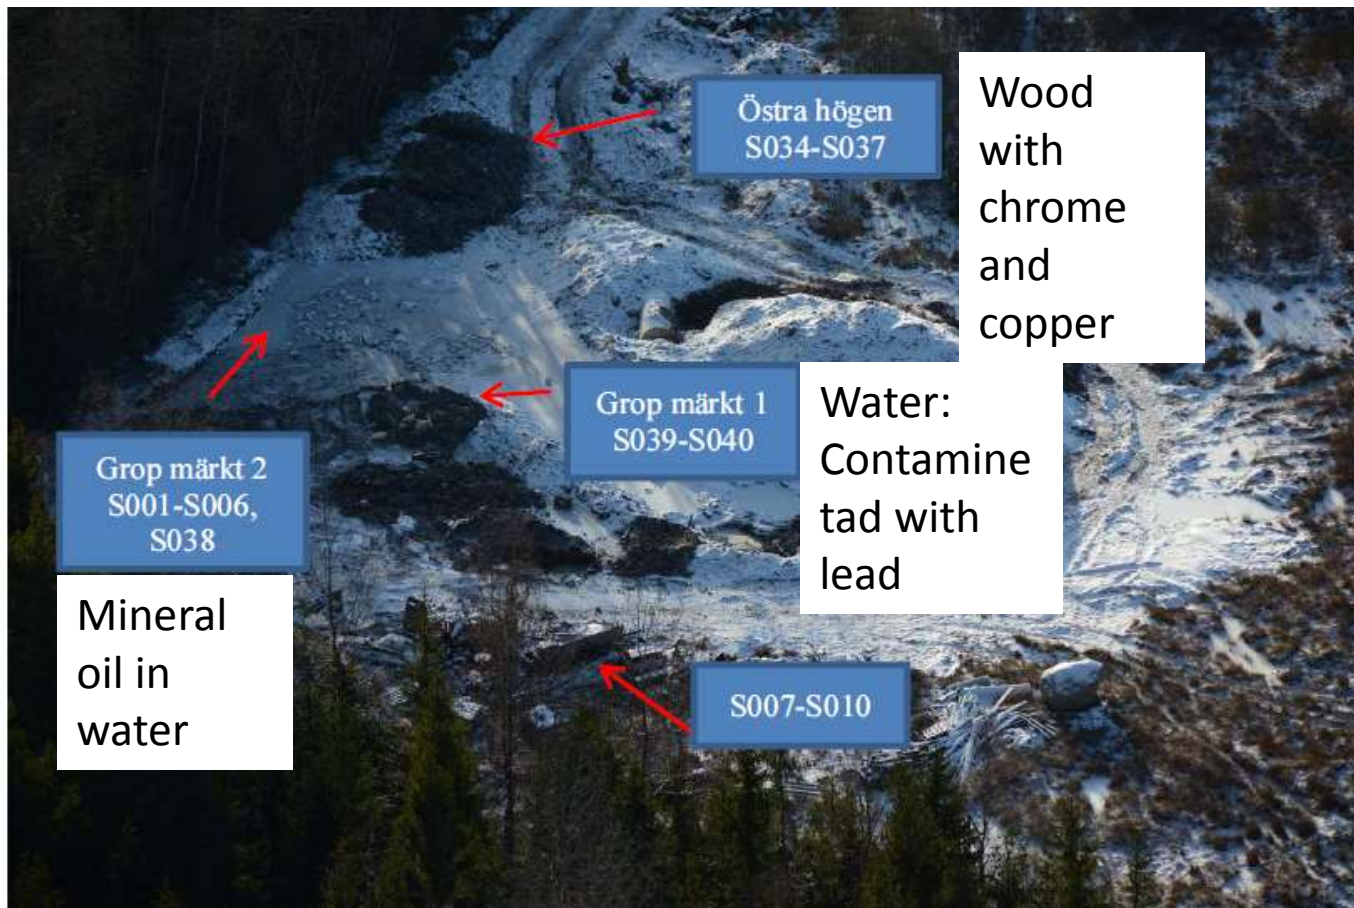 Östra högen
S034-S037
Wood
with
chrome
and
copper
Grop märkt 1
S039-S040
Water:
Contamine
tad with
lead
Grop märkt 2
S001-S006,
S038
Mineral
oil in
water
S007-S010